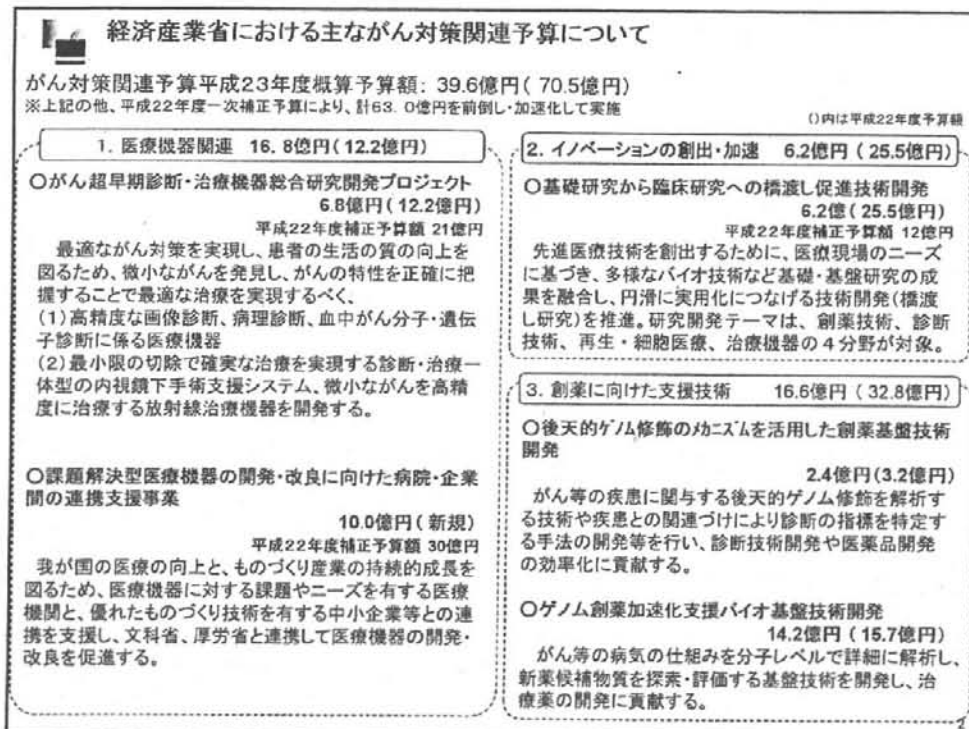 経済産業省における主ながん対策関連予算について
がん対策関連予算平成23年度概算予算額: 39.6億円( 70.5億円)
※上記の他、平成22年度一次補正予算により、計63. 0億円を前倒し・加速化して実施
()内は平成22年度予算額
1. 医療機器関連 16. 8億円( 12.2億円)
○がん超早期診断・治療機器総合研究開発プロジェクト
6.8億円( 12.2億円)
平成22年度補正予算額 21億円
最適ながん対策を実現し、患者の生活の質の向上を
図るため、微小ながんを発見し、がんの特性を正確に把
握することで最適な治療を実現するべく、
(1)高精度な画像診断、病理診断、血中がん分子・遺伝
子診断に係る医療機器
(2)最小限の切除で確実な治療を実現する診断・治療一
体型の内視鏡下手術支援システム、微小ながんを高精
度に治療する放射線治療機器を開発する。
○課題解決型医療機器の開発・改良に向けた病院・企業
間の連携支援事業
10.0億円( 新規)
平成22年度補正予算額 30億円
我が国の医療の向上と、ものづくり産業の持続的成長を
図るため、医療機器に対する課題やニーズを有する医療
機関と、優れたものづくり技術を有する中小企業等との連
携を支援し、文科省、厚労省と連携して医療機器の開発・
改良を促進する。
2. イノベーションの創出・加速 6.2億円 ( 25.5億円)
○基礎研究から臨床研究への橋渡し促進技術開発
6.2億( 25.5億円)
平成22年度補正予算額 12億円
先進医療技術を創出するために、医療現場のニーズ
に基づき、多様なバイオ技術など基礎・基盤研究の成
果を融合し、円滑に実用化につなげる技術開発(橋渡
し研究)を推進。研究開発テーマは、創薬技術、診断
技術、再生・細胞医療、治療機器の4分野が対象。
3. 創薬に向けた支援技術 16.6億円 ( 32.8億円)
○後天的ゲノム修飾のメカニズムを活用した創薬基盤技術
開発
2.4億円(3.2億円)
がん等の疾患に関与する後天的ゲノム修飾を解析す
る技術や疾患との関連づけにより診断の指標を特定す
る手法の開発等を行い、診断技術開発や医薬品開発
の効率化に貢献する。
○ゲノム創薬加速化支援バイオ基盤技術開発
14.2億円 ( 15.7億円)
がん等の病気の仕組みを分子レベルで詳細に解析し、
新薬候補物質を探索・評価する基盤技術を開発し、治
療薬の開発に貢献する。
2